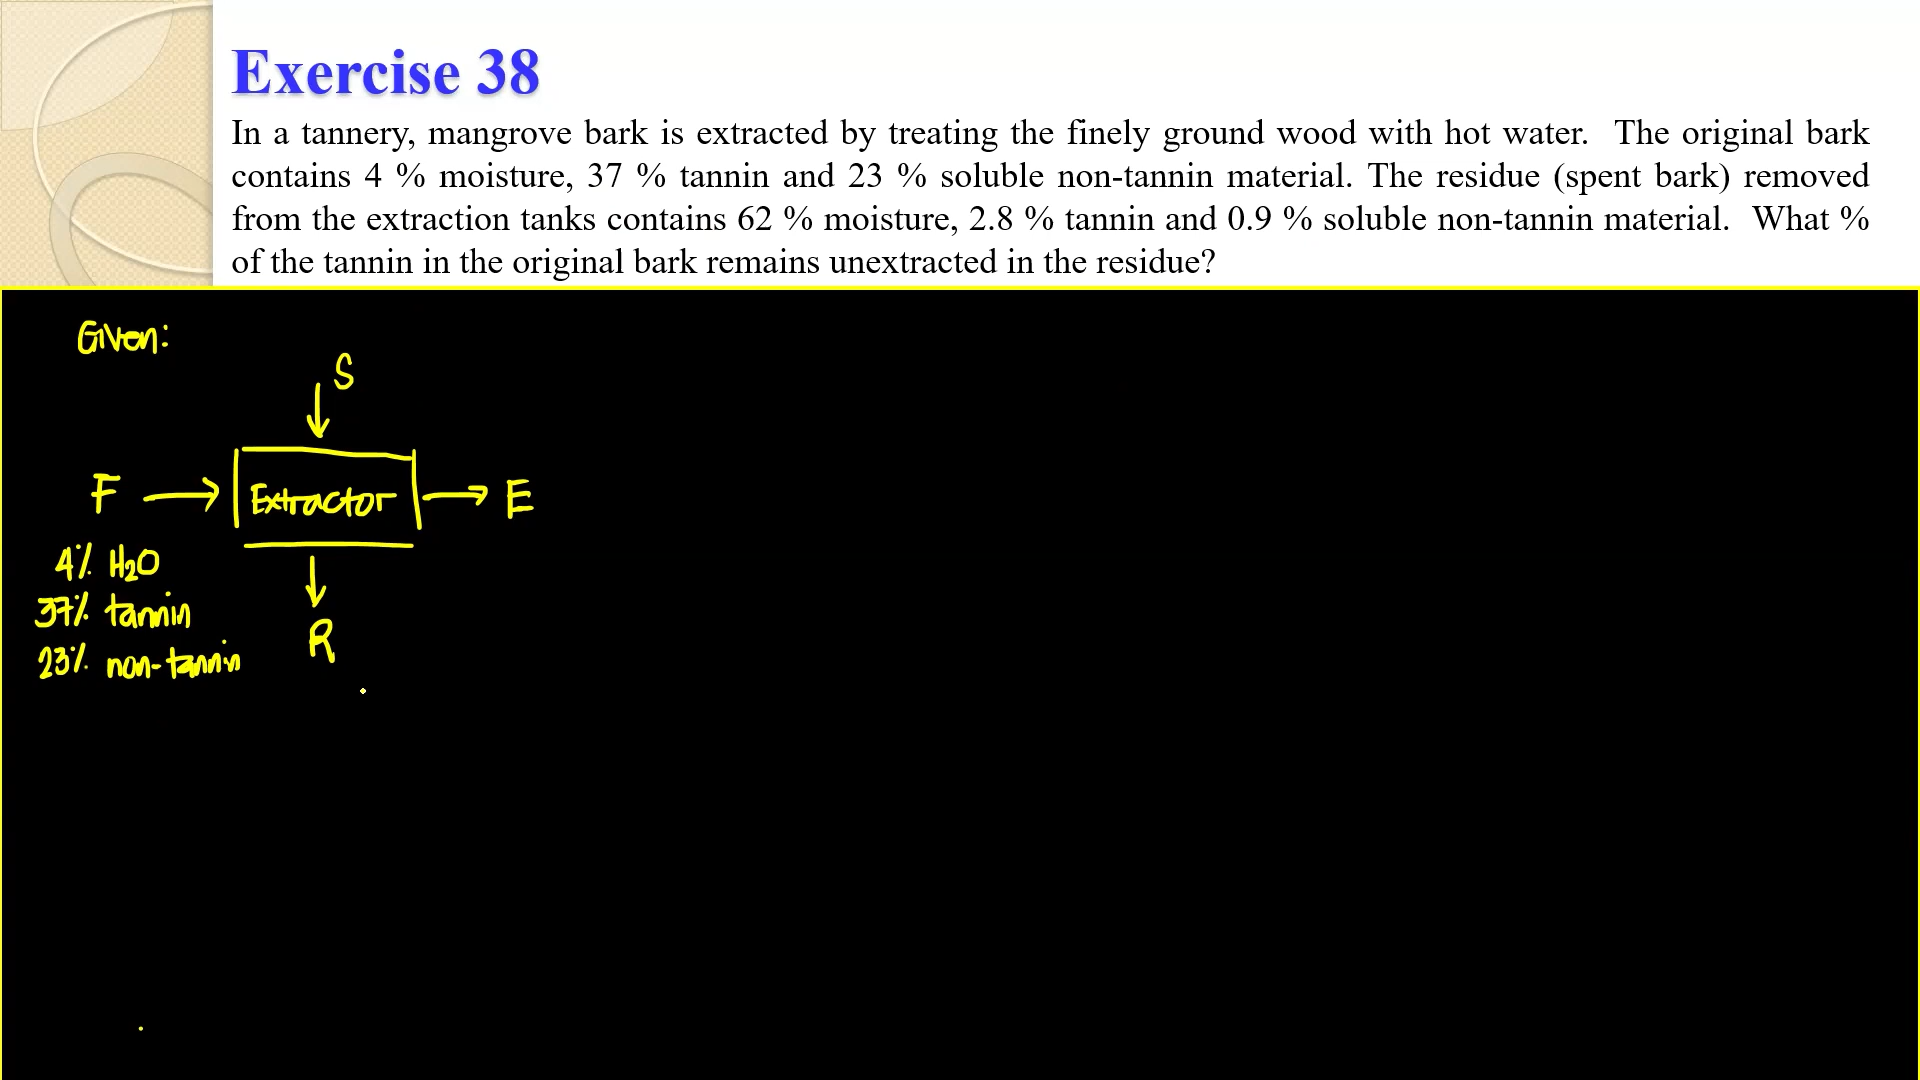 Exercise 38
In a tannery, mangrove bark is extracted by treating the finely ground wood with hot water. The original bark
contains 4 % moisture, 37 % tannin and 23 % soluble non-tannin material. The residue (spent bark) removed
from the extraction tanks contains 62 % moisture, 2.8 % tannin and 0.9 % soluble non-tannin material. What %
of the tannin in the original bark remains unextracted in the residue?
Given:
S
F → Extractor → E
4% H₂O
37% tannin
23% non-tannin
R